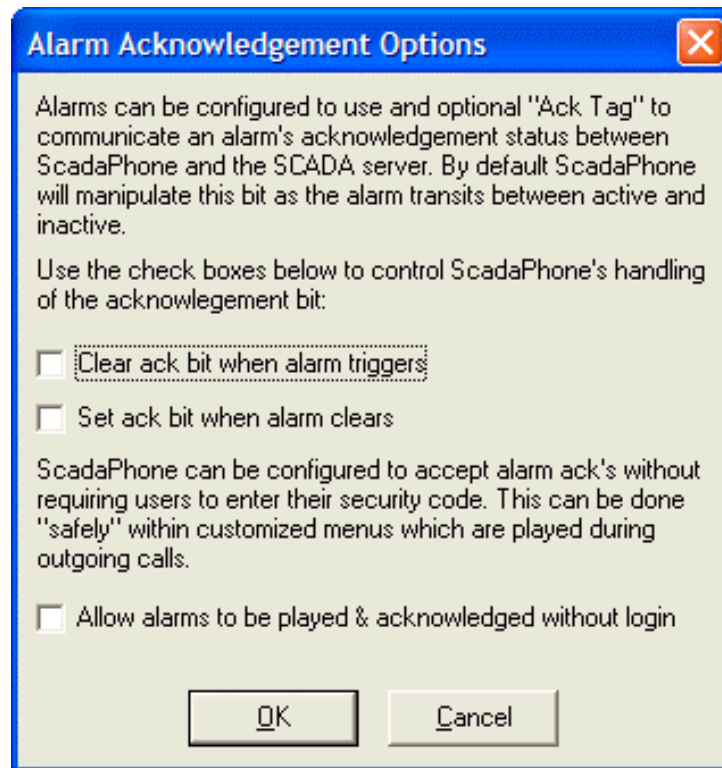 Alarm Acknowledgement Options
Alarms can be configured to use and optional "Ack Tag" to
communicate an alarm's acknowledgement status between
ScadaPhone and the SCADA server. By default ScadaPhone
will manipulate this bit as the alarm transits between active and
inactive.
Use the check boxes below to control ScadaPhone's handling
of the acknowlegement bit:
Clear ack bit when alarm triggers
Set ack bit when alarm clears
ScadaPhone can be configured to accept alarm ack's without
requiring users to enter their security code. This can be done
"safely" within customized menus which are played during
outgoing calls.
Allow alarms to be played & acknowledged without login
OK
Cancel